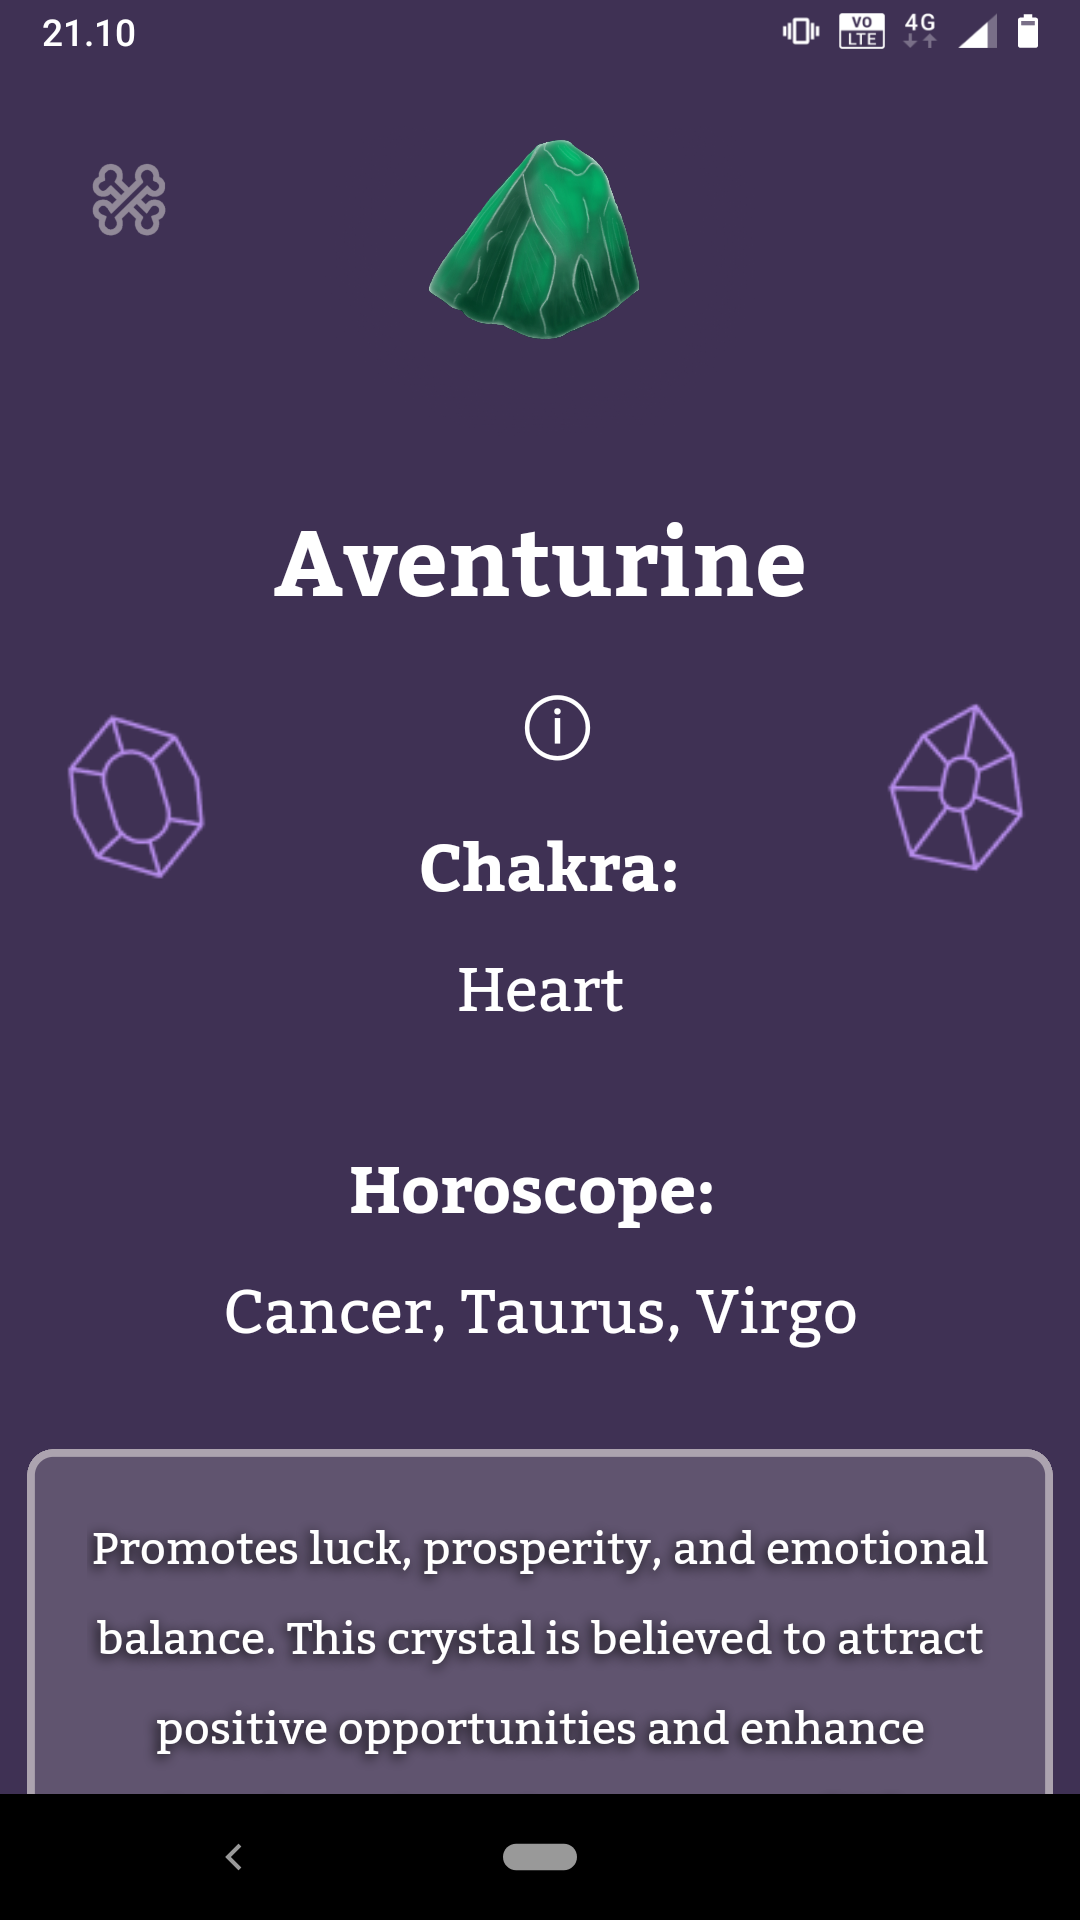 21.10
VO
LTE
4G
Aventurine
i
Chakra:
Heart
Horoscope:
Cancer, Taurus, Virgo
Promotes luck, prosperity, and emotional
balance. This crystal is believed to attract
positive opportunities and enhance